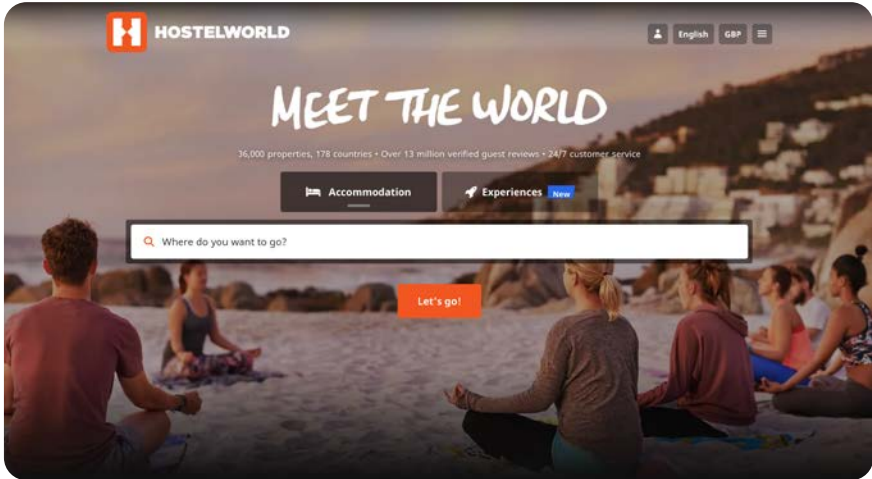 HOSTELWORLD
English
GBP
MEET THE WORLD
36,000 properties, 178 countries • Over 13 million verified guest reviews • 24/7 customer service
Accommodation
Experiences New
Where do you want to go?
Let's go!